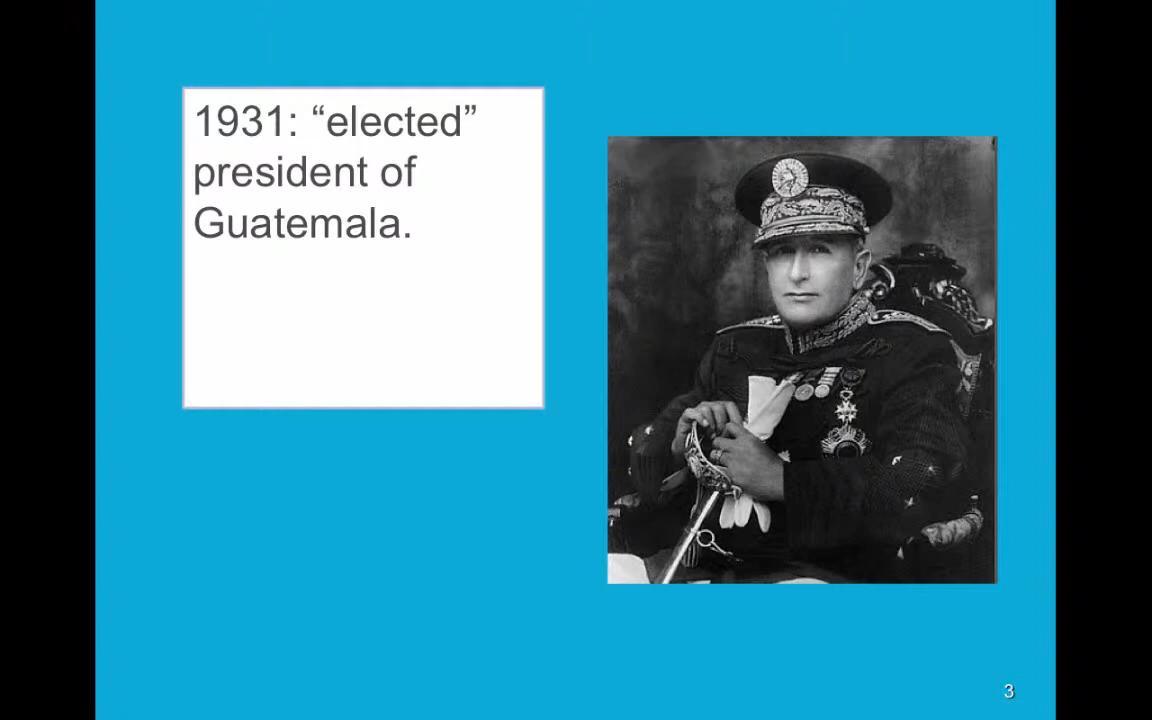 1931: “elected”
president of
Guatemala.
3